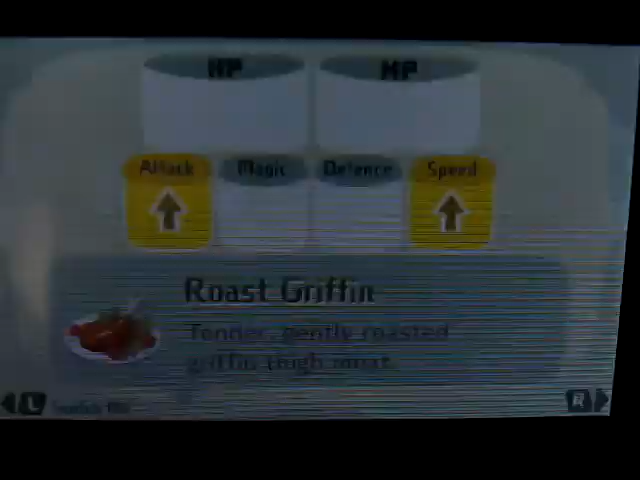 HP MP
Attack Magic Defence Speed
Roast Griffin
Tender, gently roasted
griffin thigh meat.
L
R